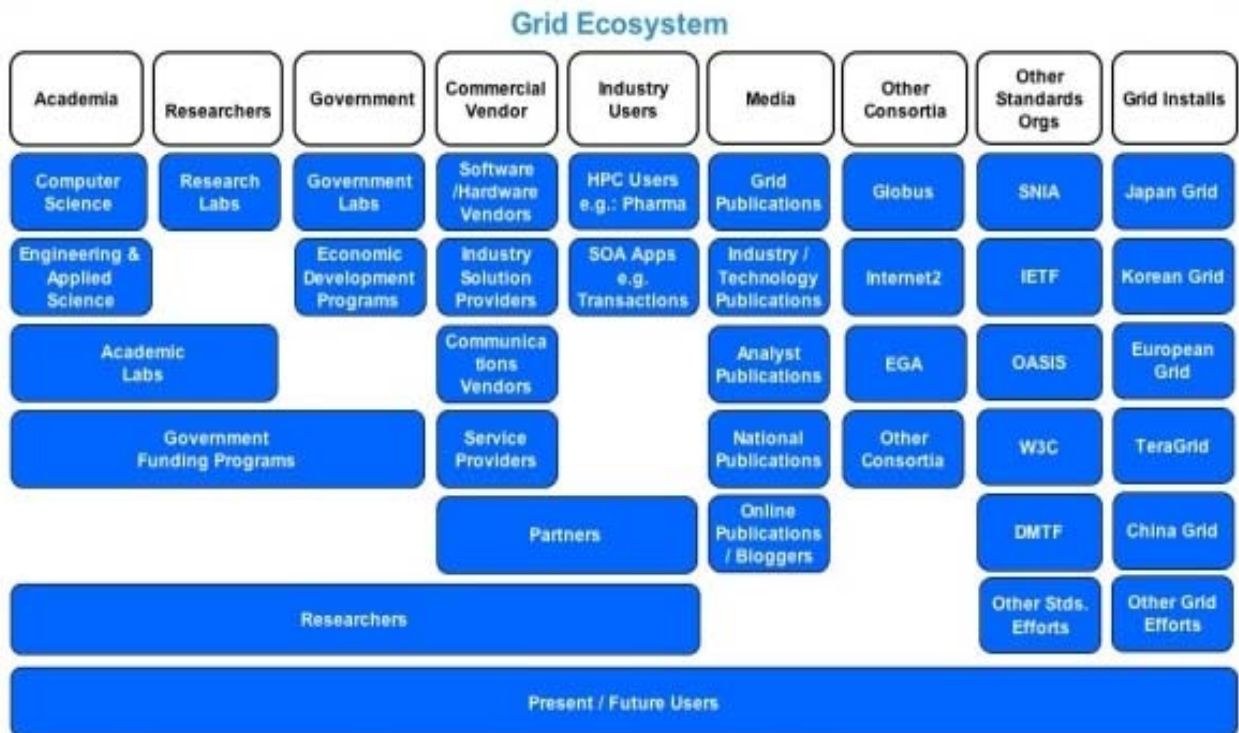 Grid Ecosystem
Academia
Researchers
Government
Commercial
Vendor
Industry
Users
Media
Other
Consortia
Other
Standards
Orgs
Grid Installs
Computer
Science
Research
Labs
Government
Labs
Software
/Hardware
Vendors
HPC Users
e.g.: Pharma
Grid
Publications
Globus
SNIA
Japan Grid
Engineering &
Applied
Science
Economic
Development
Programs
Industry
Solution
Providers
SOA Apps
e.g.
Transactions
Industry /
Technology
Publications
Internet2
IETF
Korean Grid
Academic
Labs
Communica
tions
Vendors
Analyst
Publications
EGA
OASIS
European
Grid
Government
Funding Programs
Service
Providers
National
Publications
Other
Consortia
W3C
TeraGrid
Partners
Online
Publications
/ Bloggers
DMTF
China Grid
Researchers
Other Stds.
Efforts
Other Grid
Efforts
Present / Future Users